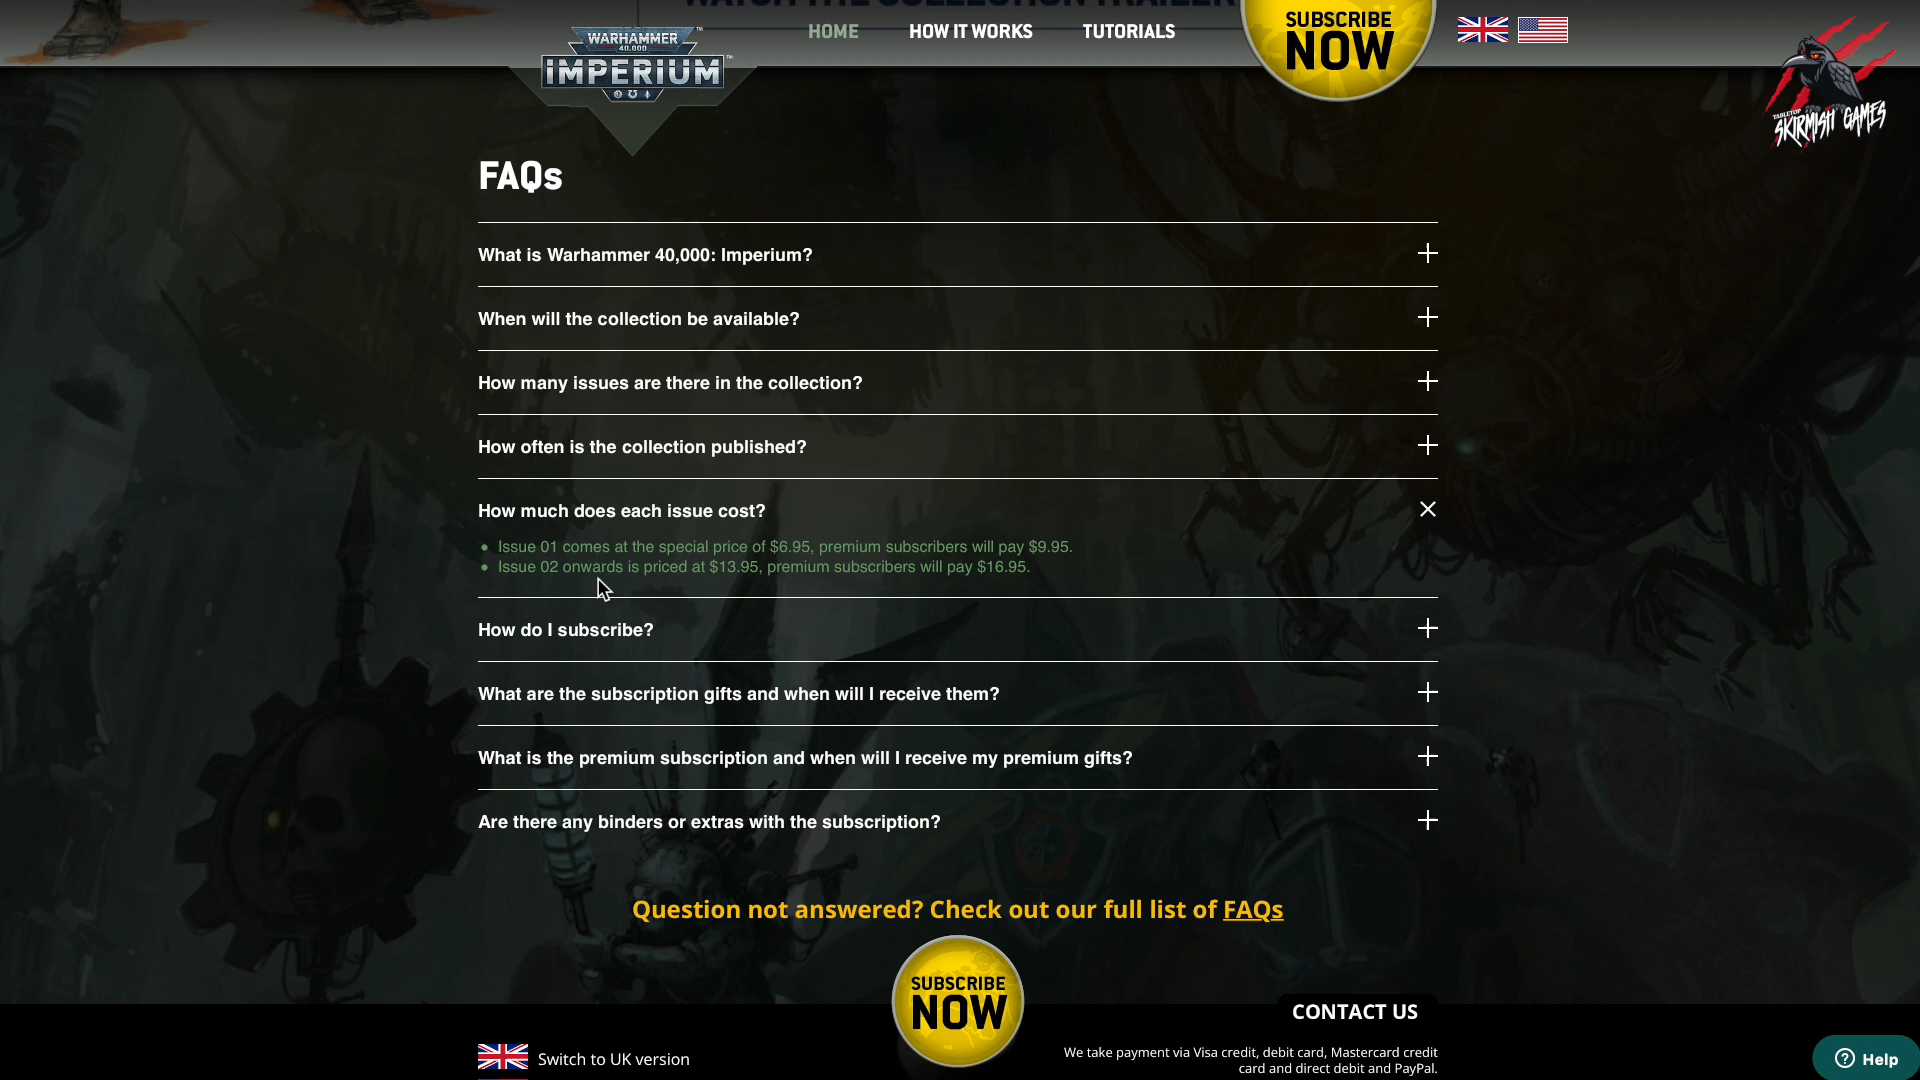 HOME
HOW IT WORKS
TUTORIALS
SUBSCRIBE
NOW
WARHAMMER
40,000
IMPERIUM
TABLETOP
SKIRMISH GAMES
FAQs
What is Warhammer 40,000: Imperium?
When will the collection be available?
How many issues are there in the collection?
How often is the collection published?
How much does each issue cost?
• Issue 01 comes at the special price of $6.95, premium subscribers will pay $9.95.
• Issue 02 onwards is priced at $13.95, premium subscribers will pay $16.95.
How do I subscribe?
What are the subscription gifts and when will I receive them?
What is the premium subscription and when will I receive my premium gifts?
Are there any binders or extras with the subscription?
Question not answered? Check out our full list of FAQs
SUBSCRIBE
NOW
CONTACT US
Switch to UK version
We take payment via Visa credit, debit card, Mastercard credit
card and direct debit and PayPal.
Help